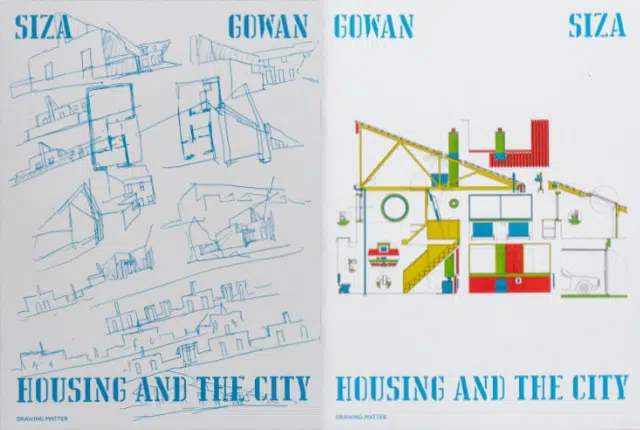 SIZA GOWAN
HOUSING AND THE CITY
DRAWING MATTER
GOWAN SIZA
HOUSING AND THE CITY
DRAWING MATTER